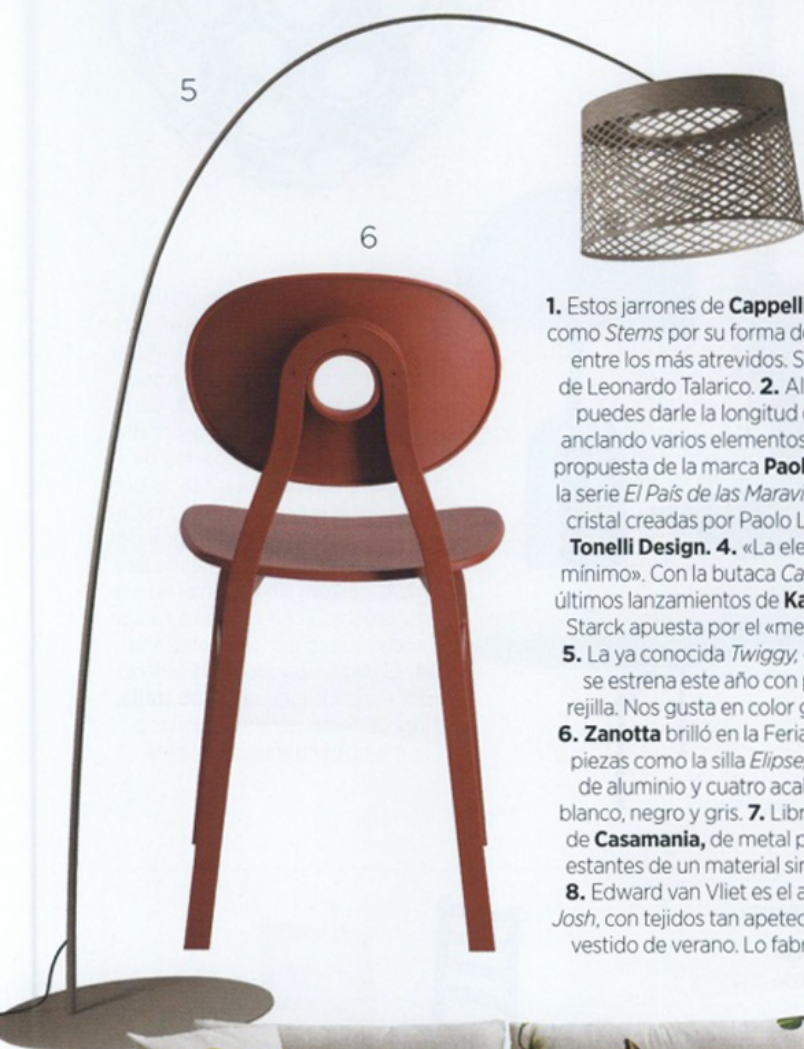 5
6
1. Estos jarrones de Cappelli
como Stems por su forma de
entre los más atrevidos. S
de Leonardo Talarico. 2. Al
puedes darle la longitud
anclando varios elementos
propuesta de la marca Paol
la serie El País de las Maravi
cristal creadas por Paolo L
Tonelli Design. 4. «La ele
mínimo». Con la butaca Ca
últimos lanzamientos de Ka
Starck apuesta por el «me
5. La ya conocida Twiggy,
se estrena este año con
rejilla. Nos gusta en color g
6. Zanotta brilló en la Feria
piezas como la silla Elipse,
de aluminio y cuatro aca
blanco, negro y gris. 7. Libr
de Casamania, de metal p
estantes de un material sin
8. Edward van Vliet es el a
Josh, con tejidos tan apetec
vestido de verano. Lo fabr